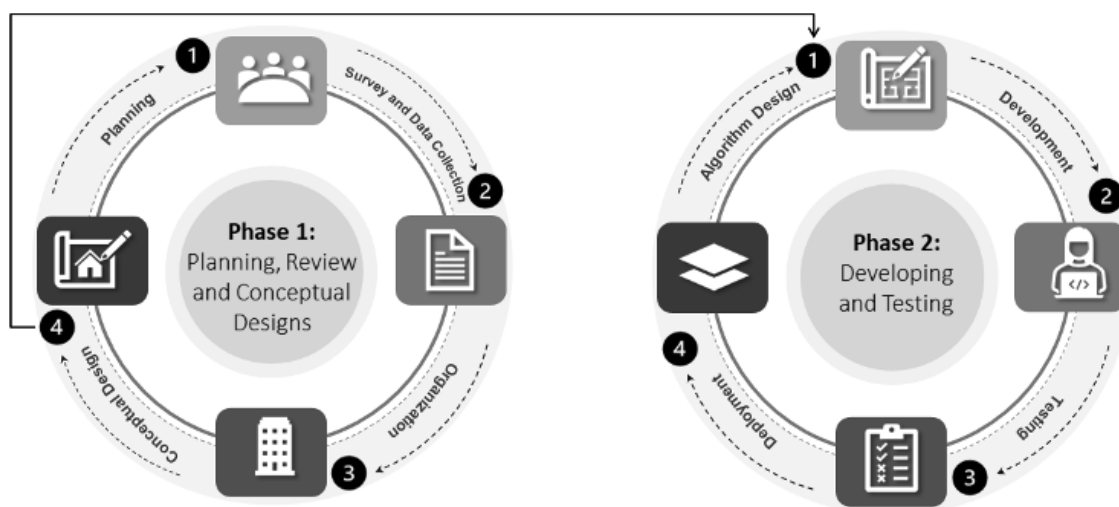 1
Planning
Survey and Data Collection
2
Phase 1:
Planning, Review
and Conceptual
Designs
4
Conceptual Design
Organization
3
1
Algorithm Design
Development
2
Phase 2:
Developing
and Testing
</>
4
Deployment
Testing
3